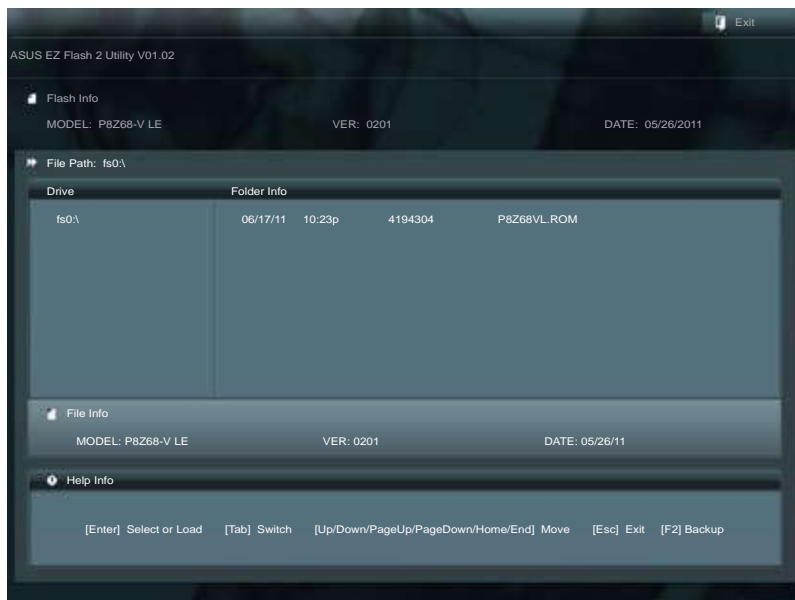 Exit
ASUS EZ Flash 2 Utility V01.02
Flash Info
MODEL: P8Z68-V LE VER: 0201 DATE: 05/26/2011
File Path: fs0:\
Drive Folder Info
fs0:\ 06/17/11 10:23p 4194304 P8Z68VL.ROM
File Info
MODEL: P8Z68-V LE VER: 0201 DATE: 05/26/11
Help Info
[Enter] Select or Load [Tab] Switch [Up/Down/PageUp/PageDown/Home/End] Move [Esc] Exit [F2] Backup